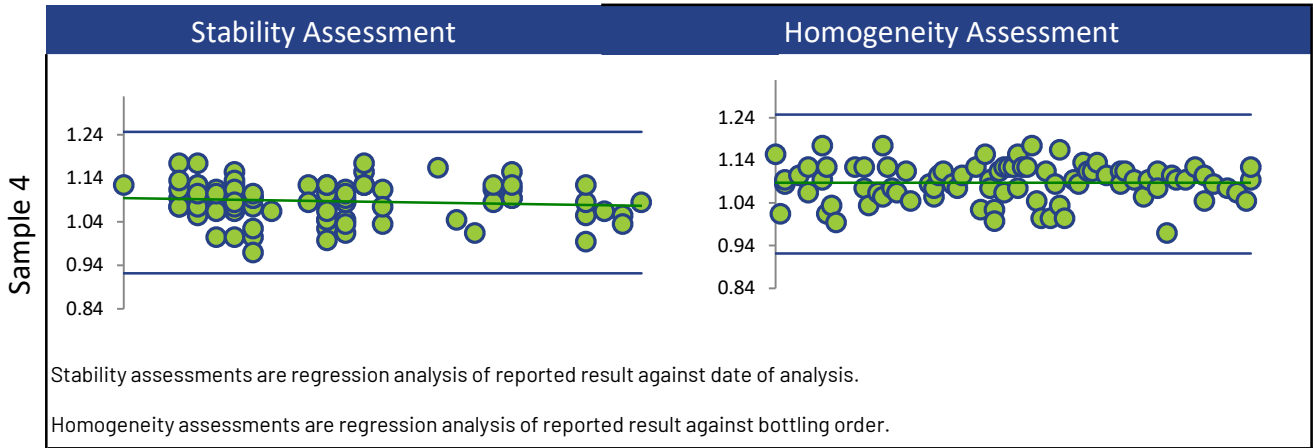 Stability Assessment
Homogeneity Assessment
Sample 4
1.24
1.14
1.04
0.94
0.84
1.24
1.14
1.04
0.94
0.84
Stability assessments are regression analysis of reported result against date of analysis.
Homogeneity assessments are regression analysis of reported result against bottling order.